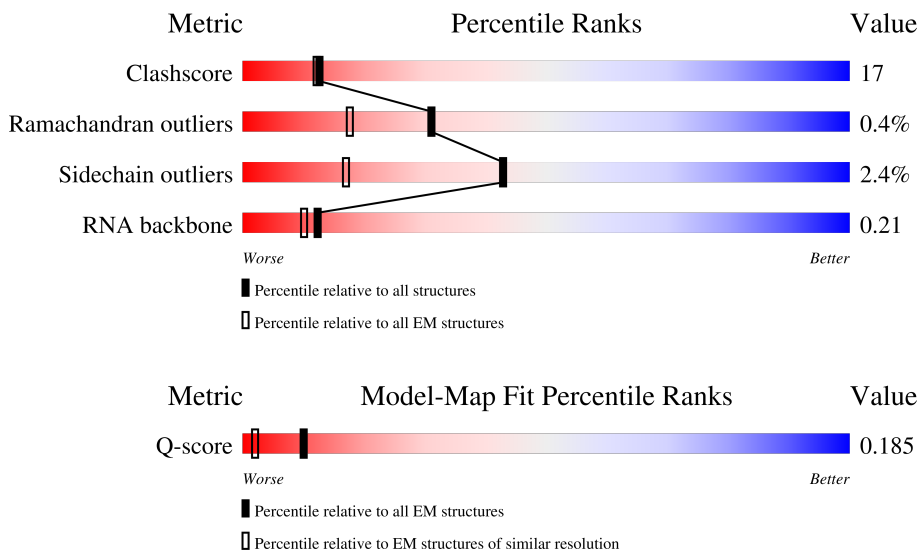 Metric Percentile Ranks Value
Clashscore 17
Ramachandran outliers 0.4%
Sidechain outliers 2.4%
RNA backbone 0.21
Worse Better
Percentile relative to all structures
Percentile relative to all EM structures
Metric Model-Map Fit Percentile Ranks Value
Q-score 0.185
Worse Better
Percentile relative to all EM structures
Percentile relative to EM structures of similar resolution